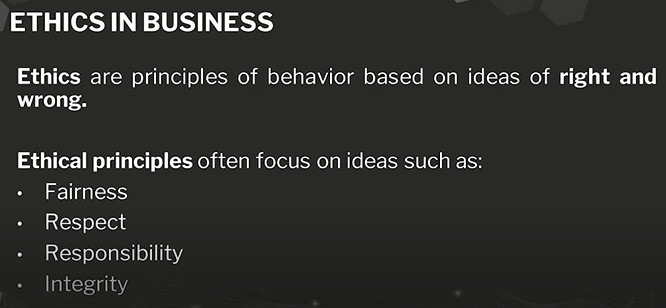 ETHICS IN BUSINESS
Ethics are principles of behavior based on ideas of right and
wrong.
Ethical principles often focus on ideas such as:
• Fairness
• Respect
• Responsibility
• Integrity